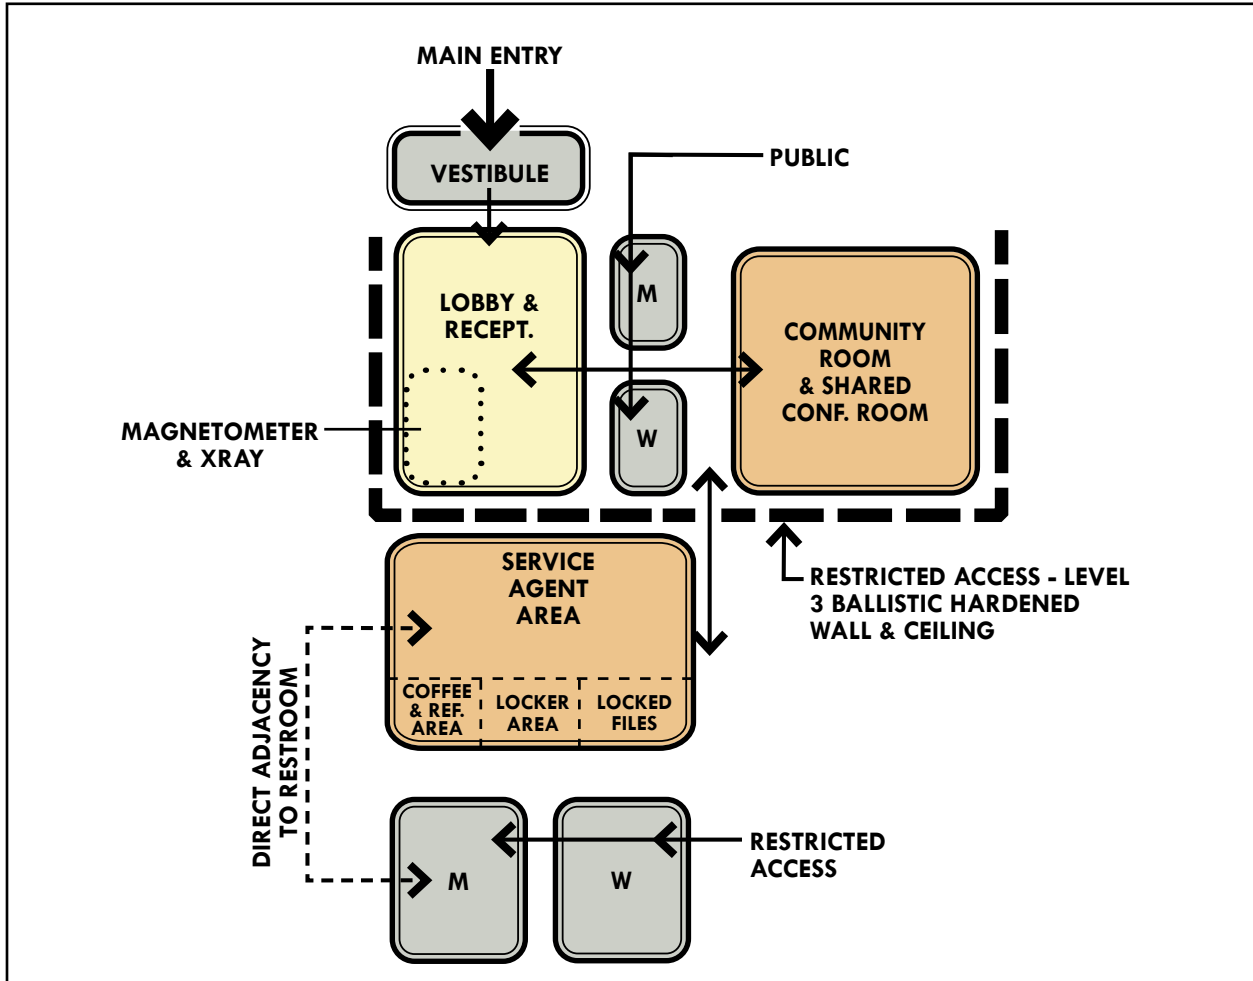 MAIN ENTRY
VESTIBULE
PUBLIC
LOBBY &
RECEPT.
M
COMMUNITY
ROOM
& SHARED
CONF. ROOM
MAGNETOMETER
& XRAY
W
SERVICE
AGENT
AREA
RESTRICTED ACCESS - LEVEL
3 BALLISTIC HARDENED
WALL & CEILING
COFFEE
& REF.
AREA
LOCKER
AREA
LOCKED
FILES
DIRECT ADJACENCY
TO RESTROOM
M
W
RESTRICTED
ACCESS